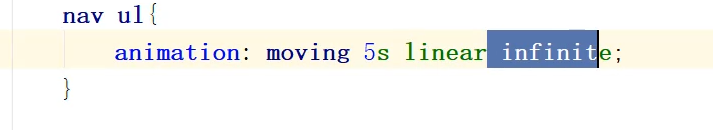 nav ul{
animation: moving 5s linear infinite;
}